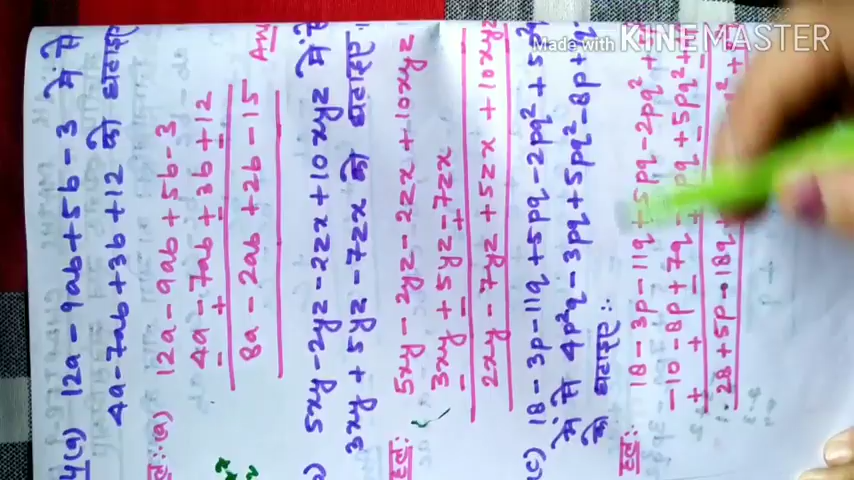 4(a) 12a - 9ab + 5b - 3 में से
4a - 7ab + 3b + 12 को घटाइए
हल: (a) 12a - 9ab + 5b - 3
4a - 7ab + 3b + 12
- + - -
8a - 2ab + 2b - 15 Ans
b) 5xy - 2yz - 2zx + 10xyz में से
3xy + 5yz - 7zx को घटाइए।
हल: 5xy - 2yz - 2zx + 10xyz
3xy + 5yz - 7zx
- - +
2xy - 7yz + 5zx + 10xyz
(c) 18 - 3p - 11q + 5pq - 2pq² + 5p²q
में से 4p²q - 3pq + 5pq² - 8p + 7q
को घटाइए:
हल: 18 - 3p - 11q + 5pq - 2pq² +
-10 - 8p + 7q - 3pq + 5pq² +
+ + -
28 + 5p - 18q
Made with KINEMASTER